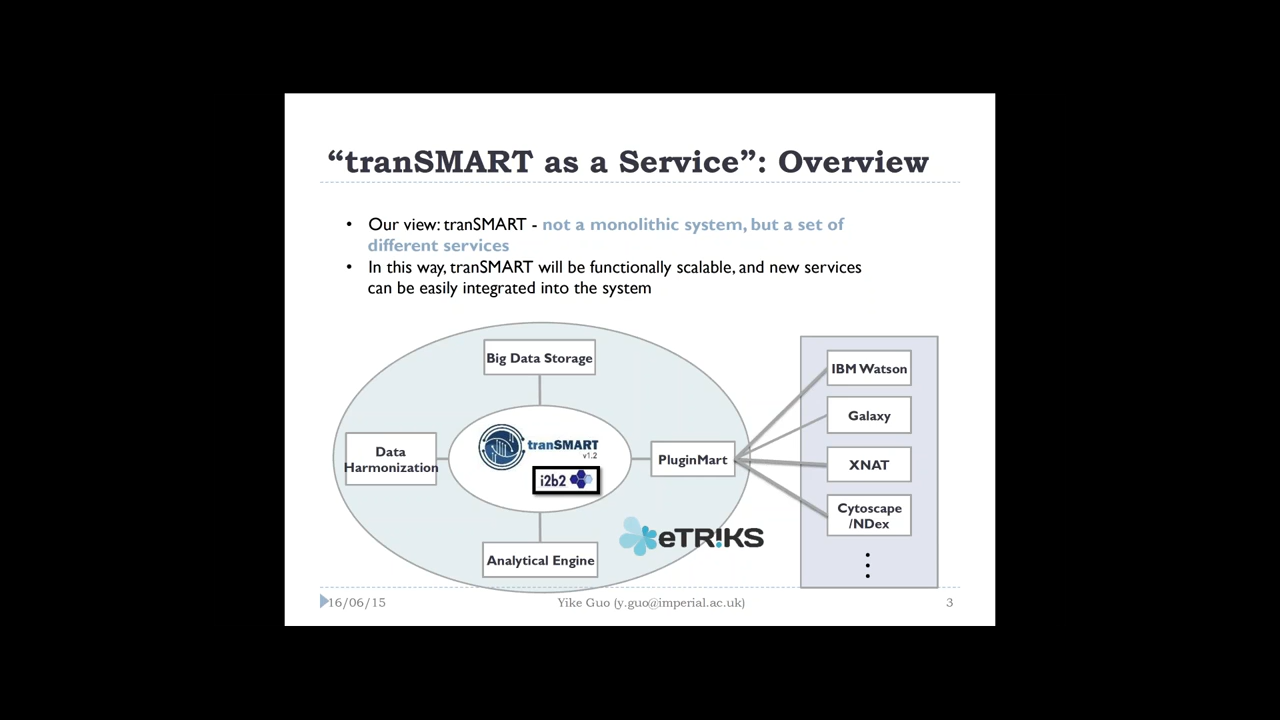 “tranSMART as a Service”: Overview
• Our view: tranSMART - not a monolithic system, but a set of
different services
• In this way, tranSMART will be functionally scalable, and new services
can be easily integrated into the system
Big Data Storage
Data
Harmonization
tranSMART
v1.2
i2b2
PluginMart
Analytical Engine
eTRIKS
IBM Watson
Galaxy
XNAT
Cytoscape
/NDex
16/06/15
Yike Guo (y.guo@imperial.ac.uk)
3